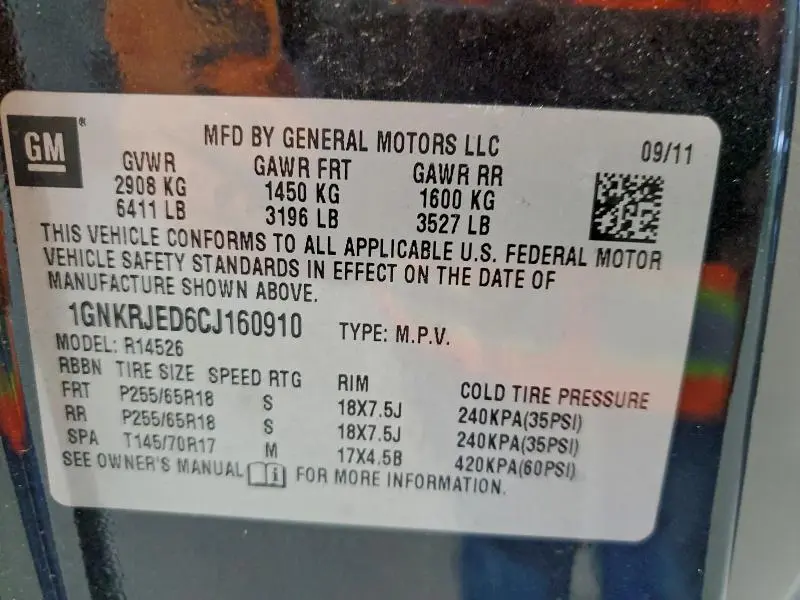 GM ®
MFD BY GENERAL MOTORS LLC 09/11
GVWR GAWR FRT GAWR RR
2908 KG 1450 KG 1600 KG
6411 LB 3196 LB 3527 LB
THIS VEHICLE CONFORMS TO ALL APPLICABLE U.S. FEDERAL MOTOR
VEHICLE SAFETY STANDARDS IN EFFECT ON THE DATE OF
MANUFACTURE SHOWN ABOVE.
1GNKRJED6CJ160910 TYPE: M.P.V.
MODEL: R14526
RBBN TIRE SIZE SPEED RTG RIM COLD TIRE PRESSURE
FRT P255/65R18 S 18X7.5J 240KPA(35PSI)
RR P255/65R18 S 18X7.5J 240KPA(35PSI)
SPA T145/70R17 M 17X4.5B 420KPA(60PSI)
SEE OWNER'S MANUAL i FOR MORE INFORMATION.